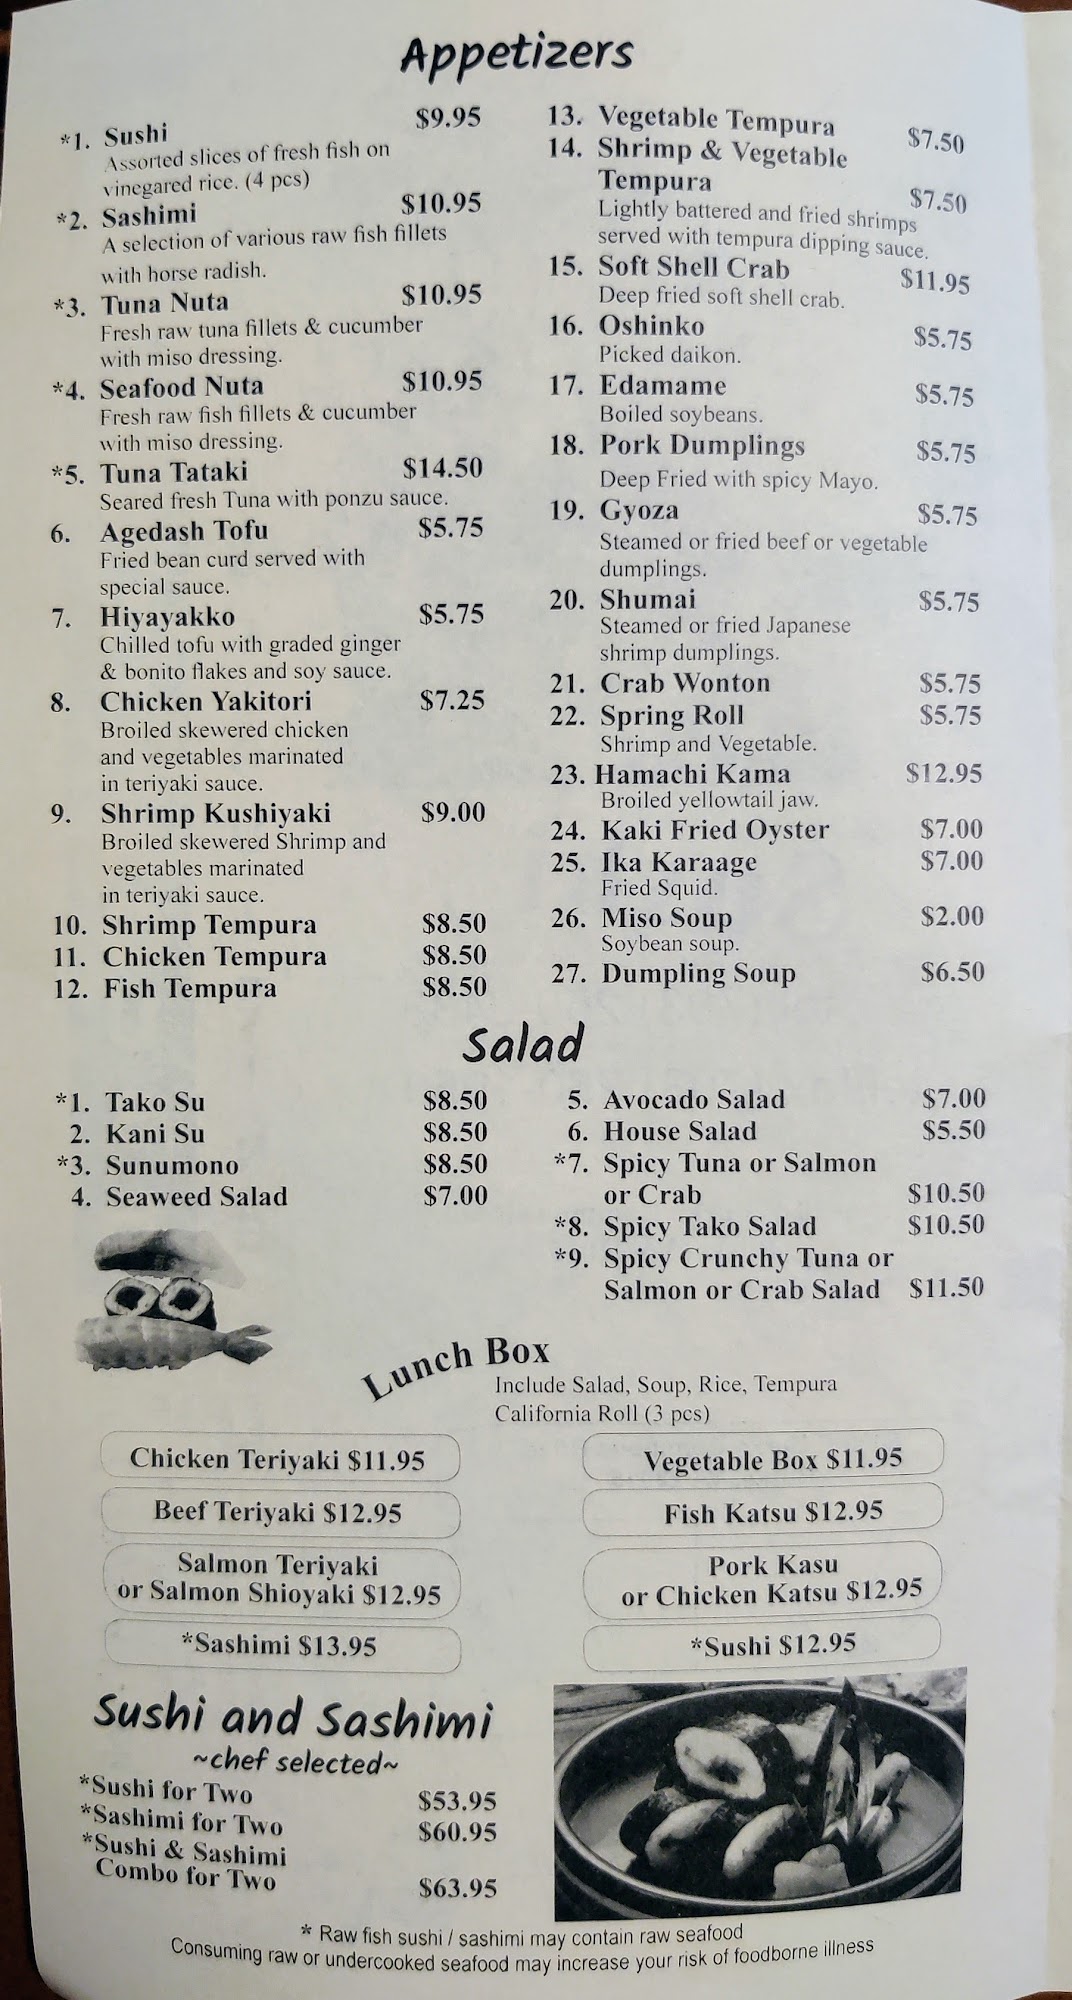 Appetizers
*1. Sushi $9.95
Assorted slices of fresh fish on
vinegared rice. (4 pcs)
*2. Sashimi $10.95
A selection of various raw fish fillets
with horse radish.
*3. Tuna Nuta $10.95
Fresh raw tuna fillets & cucumber
with miso dressing.
*4. Seafood Nuta $10.95
Fresh raw fish fillets & cucumber
with miso dressing.
*5. Tuna Tataki $14.50
Seared fresh Tuna with ponzu sauce.
6. Agedash Tofu $5.75
Fried bean curd served with
special sauce.
7. Hiyayakko $5.75
Chilled tofu with graded ginger
& bonito flakes and soy sauce.
8. Chicken Yakitori $7.25
Broiled skewered chicken
and vegetables marinated
in teriyaki sauce.
9. Shrimp Kushiyaki $9.00
Broiled skewered Shrimp and
vegetables marinated
in teriyaki sauce.
10. Shrimp Tempura $8.50
11. Chicken Tempura $8.50
12. Fish Tempura $8.50
13. Vegetable Tempura $7.50
14. Shrimp & Vegetable
Tempura $7.50
Lightly battered and fried shrimps
served with tempura dipping sauce.
15. Soft Shell Crab $11.95
Deep fried soft shell crab.
16. Oshinko $5.75
Picked daikon.
17. Edamame $5.75
Boiled soybeans.
18. Pork Dumplings $5.75
Deep Fried with spicy Mayo.
19. Gyoza $5.75
Steamed or fried beef or vegetable
dumplings.
20. Shumai $5.75
Steamed or fried Japanese
shrimp dumplings.
21. Crab Wonton $5.75
22. Spring Roll $5.75
Shrimp and Vegetable.
23. Hamachi Kama $12.95
Broiled yellowtail jaw.
24. Kaki Fried Oyster $7.00
25. Ika Karaage $7.00
Fried Squid.
26. Miso Soup $2.00
Soybean soup.
27. Dumpling Soup $6.50
Salad
*1. Tako Su $8.50
2. Kani Su $8.50
*3. Sunumono $8.50
4. Seaweed Salad $7.00
5. Avocado Salad $7.00
6. House Salad $5.50
*7. Spicy Tuna or Salmon
or Crab $10.50
*8. Spicy Tako Salad $10.50
*9. Spicy Crunchy Tuna or
Salmon or Crab Salad $11.50
Lunch Box
Include Salad, Soup, Rice, Tempura
California Roll (3 pcs)
Chicken Teriyaki $11.95
Beef Teriyaki $12.95
Salmon Teriyaki
or Salmon Shioyaki $12.95
*Sashimi $13.95
Vegetable Box $11.95
Fish Katsu $12.95
Pork Kasu
or Chicken Katsu $12.95
*Sushi $12.95
Sushi and Sashimi
~chef selected~
*Sushi for Two $53.95
*Sashimi for Two $60.95
*Sushi & Sashimi
Combo for Two $63.95
* Raw fish sushi / sashimi may contain raw seafood
Consuming raw or undercooked seafood may increase your risk of foodborne illness